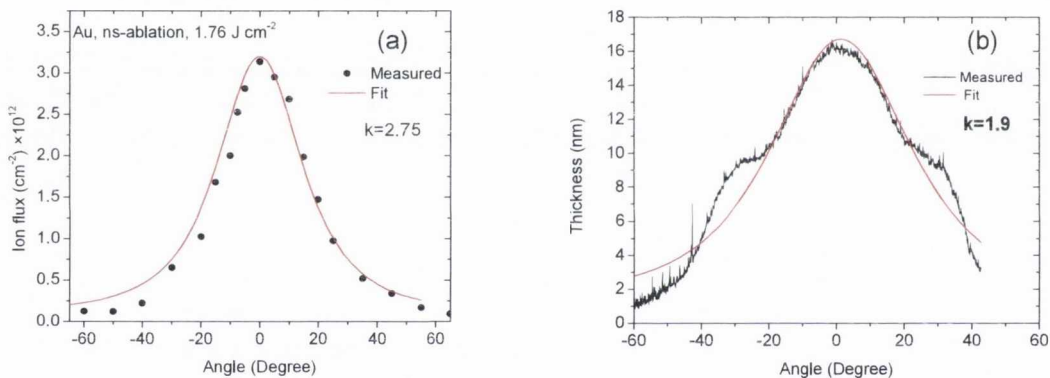 Au, ns-ablation, 1.76 J cm⁻²
(a)
Measured
Fit
k=2.75
Ion flux (cm⁻²) ×10¹²
3.5
3.0
2.5
2.0
1.5
1.0
0.5
0.0
-60 -40 -20 0 20 40 60
Angle (Degree)
(b)
Measured
Fit
k=1.9
Thickness (nm)
18
16
14
12
10
8
6
4
2
0
-60 -40 -20 0 20 40 60
Angle (Degree)